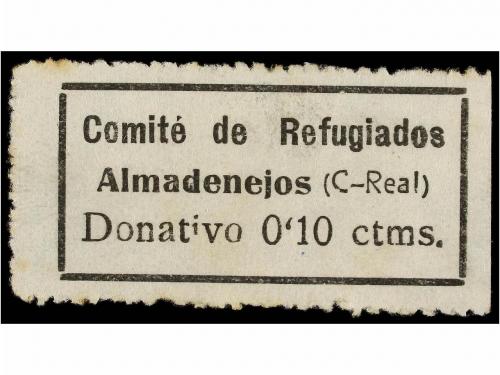 Comité de Refugiados
Almadenejos (C-Real)
Donativo 0'10 ctms.